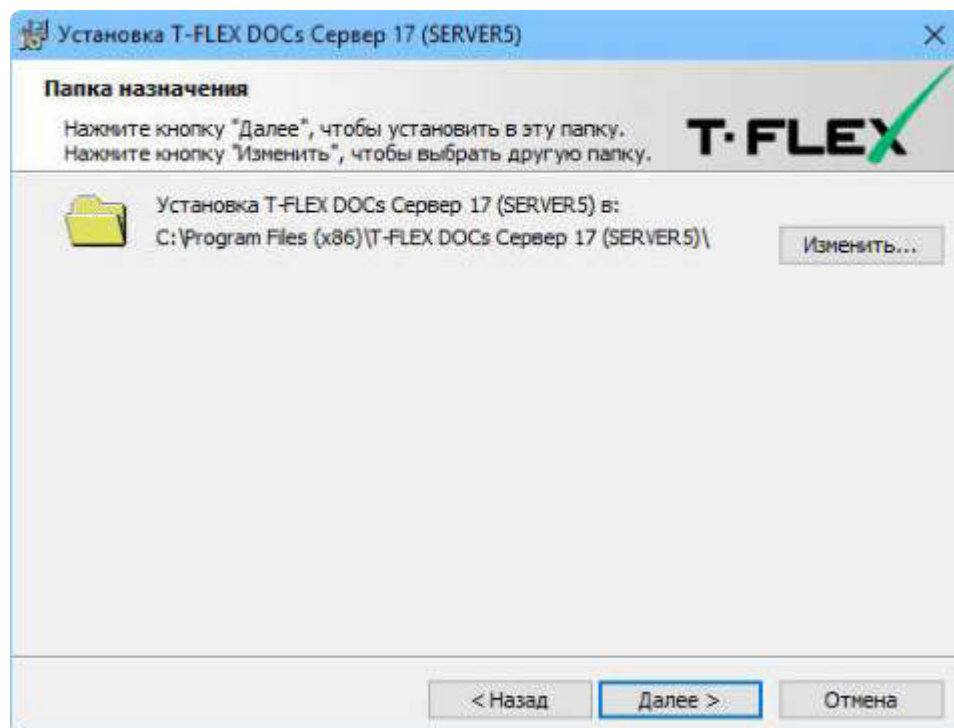 Установка T-FLEX DOCs Сервер 17 (SERVER5)
Папка назначения
Нажмите кнопку "Далее", чтобы установить в эту папку.
Нажмите кнопку "Изменить", чтобы выбрать другую папку.
T·FLEX
Установка T-FLEX DOCs Сервер 17 (SERVER5) в:
C:\Program Files (x86)\T-FLEX DOCs Сервер 17 (SERVER5)\
Изменить...
< Назад
Далее >
Отмена